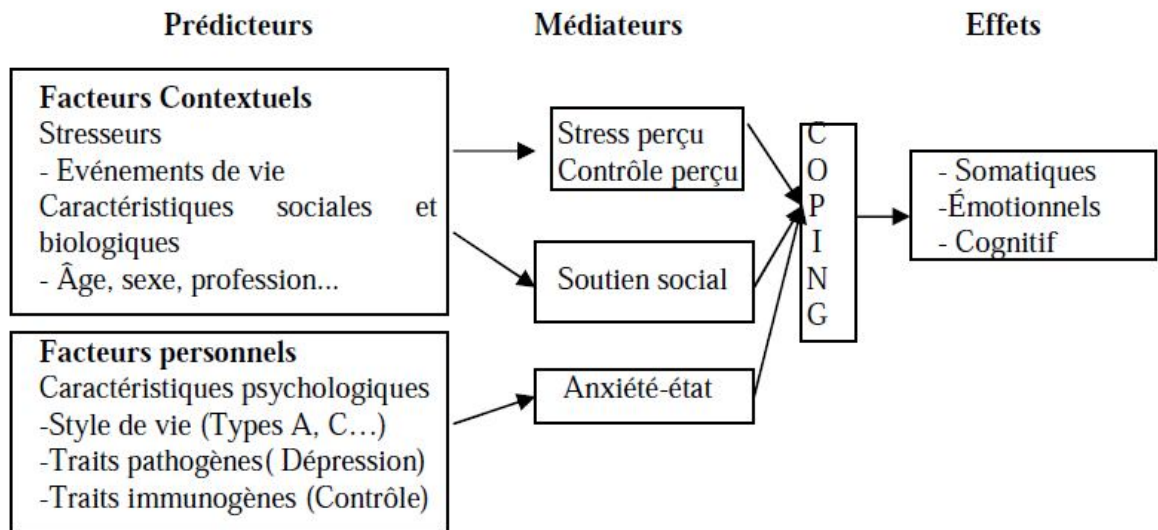 Prédicteurs
Médiateurs
Effets
Facteurs Contextuels
Stresseurs
- Evénements de vie
Caractéristiques sociales et
biologiques
- Âge, sexe, profession...
Facteurs personnels
Caractéristiques psychologiques
-Style de vie (Types A, C…)
-Traits pathogènes( Dépression)
-Traits immunogènes (Contrôle)
Stress perçu
Contrôle perçu
Soutien social
Anxiété-état
C
O
P
I
N
G
- Somatiques
-Émotionnels
- Cognitif